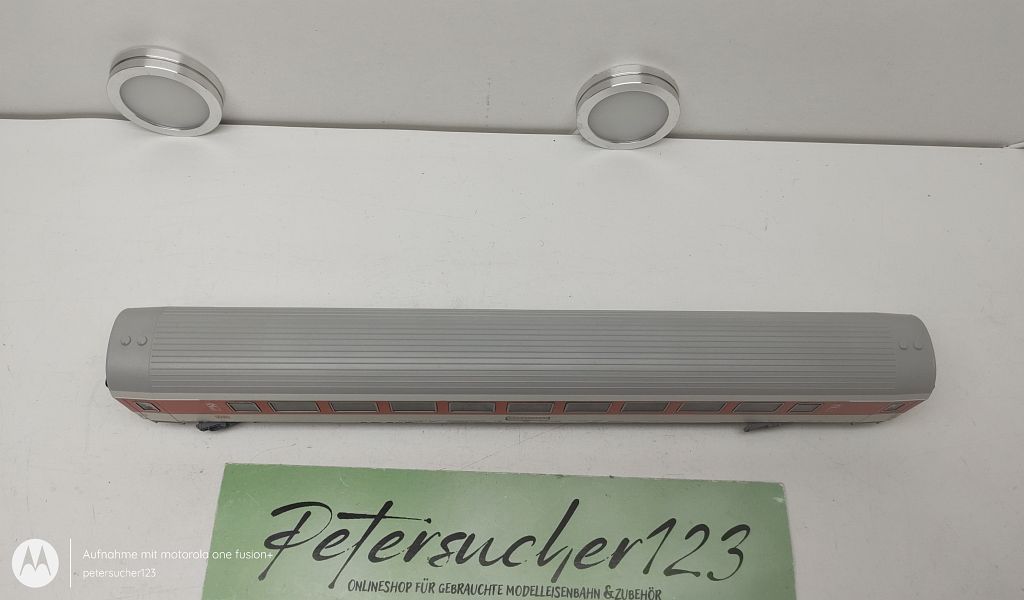 Petersucher123
ONLINESHOP FÜR GEBRAUCHTE MODELLEISENBAHN & ZUBEHÖR
Aufnahme mit motorola one fusion+
petersucher123